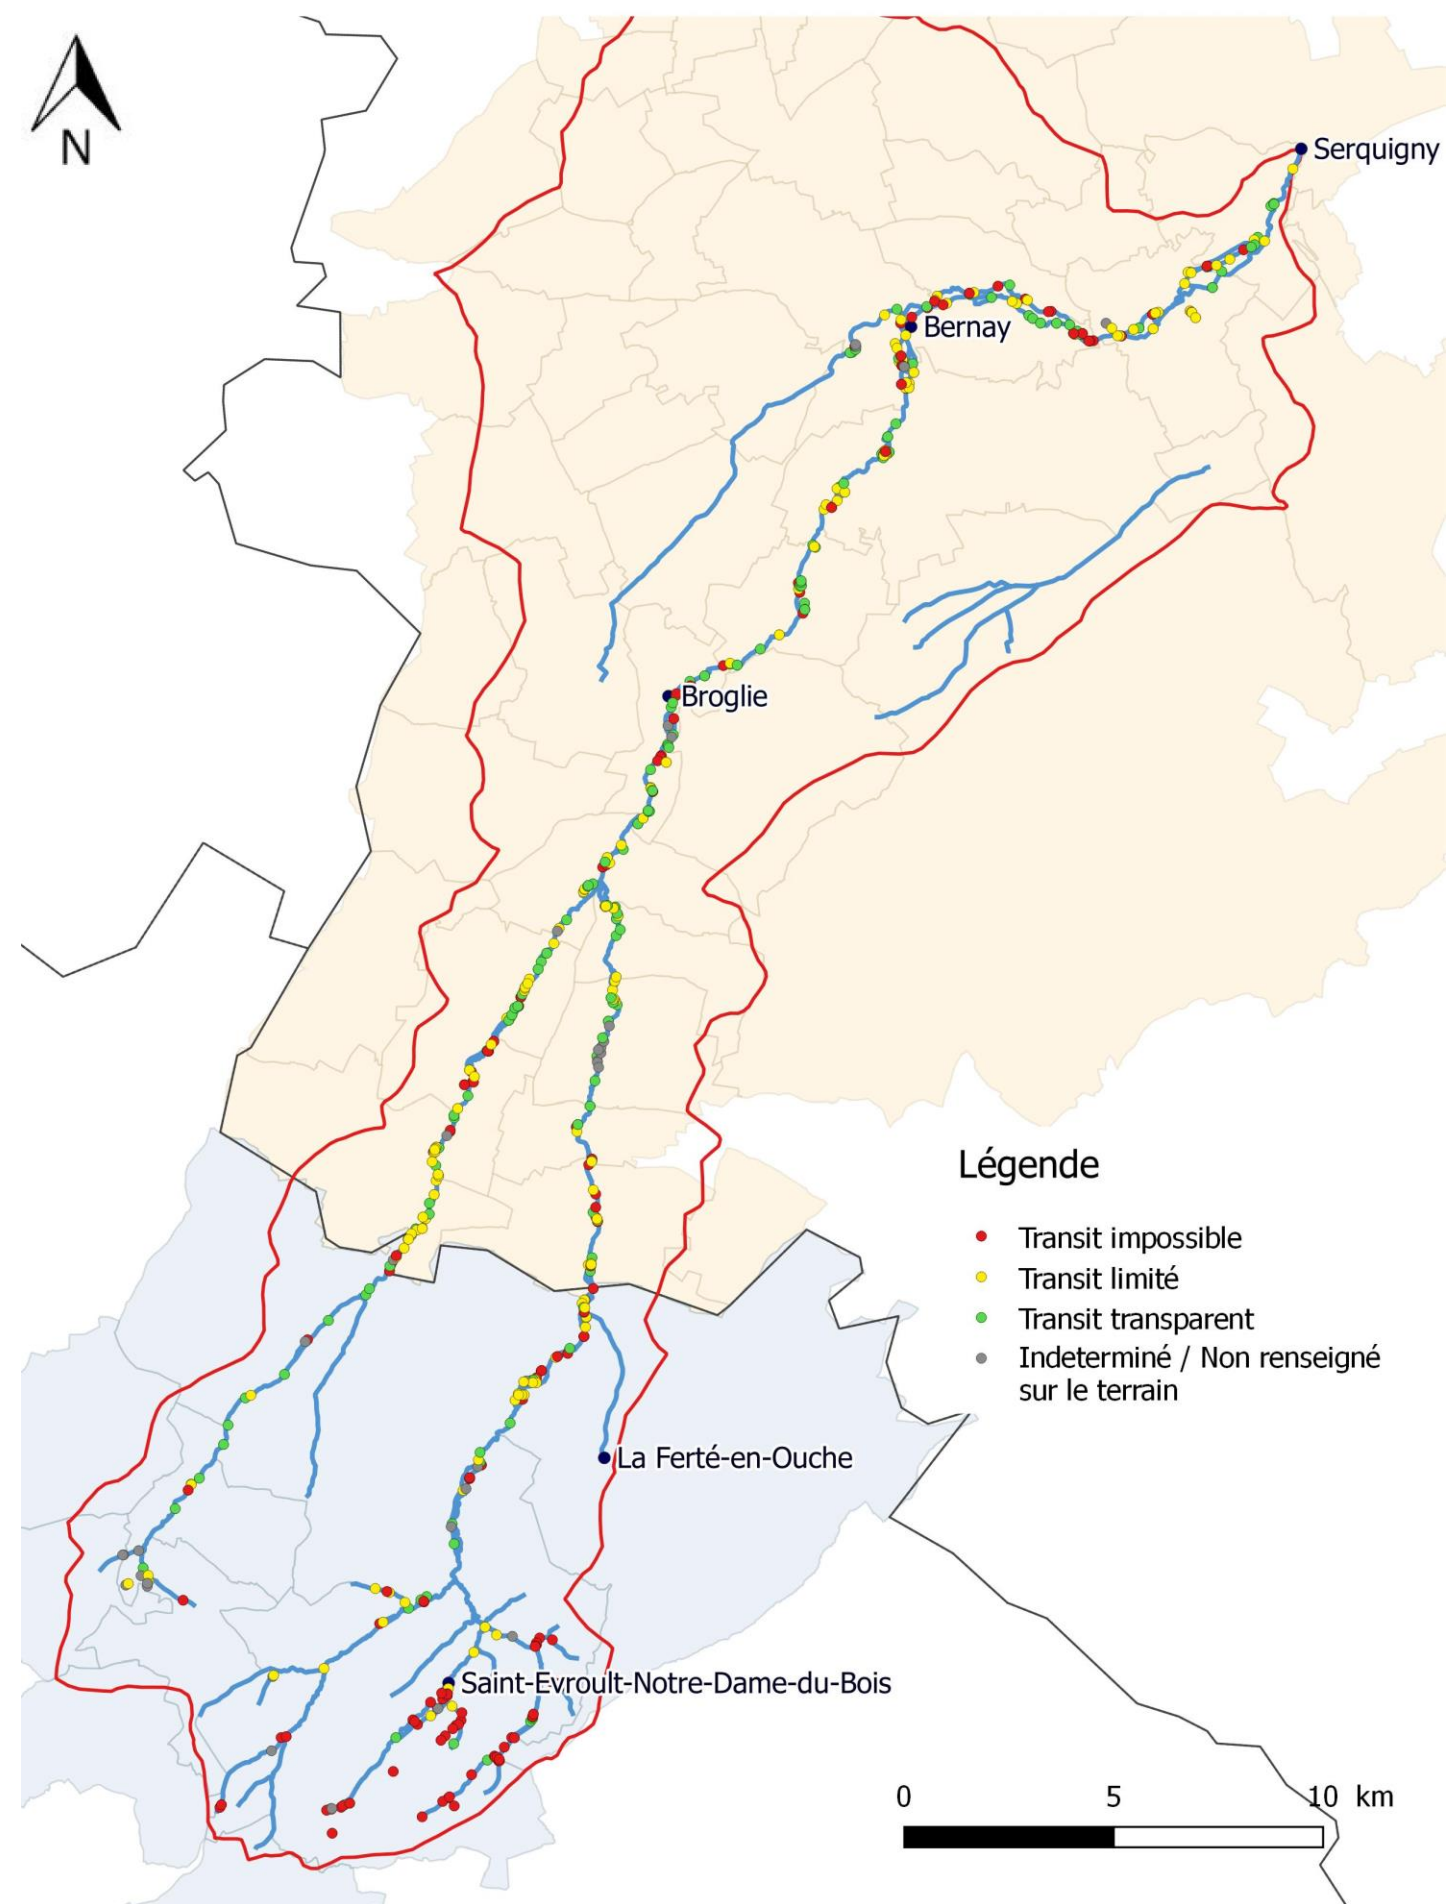 N
Serquigny
Bernay
Broglie
Légende
Transit impossible
Transit limité
Transit transparent
Indeterminé / Non renseigné
sur le terrain
La Ferté-en-Ouche
Saint-Evroult-Notre-Dame-du-Bois
0 5 10 km